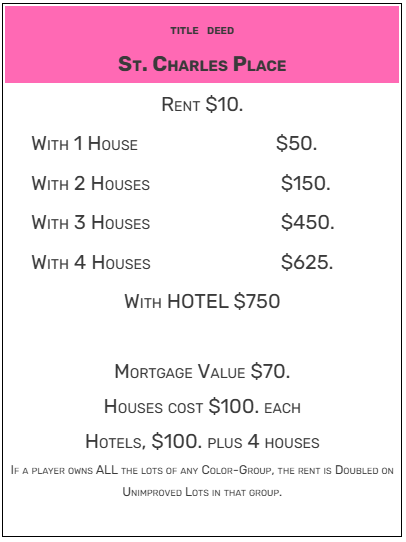 TITLE DEED
ST. CHARLES PLACE
RENT $10.
WITH 1 HOUSE $50.
WITH 2 HOUSES $150.
WITH 3 HOUSES $450.
WITH 4 HOUSES $625.
WITH HOTEL $750
MORTGAGE VALUE $70.
HOUSES COST $100. EACH
HOTELS, $100. PLUS 4 HOUSES
IF A PLAYER OWNS ALL THE LOTS OF ANY COLOR-GROUP, THE RENT IS DOUBLED ON
UNIMPROVED LOTS IN THAT GROUP.